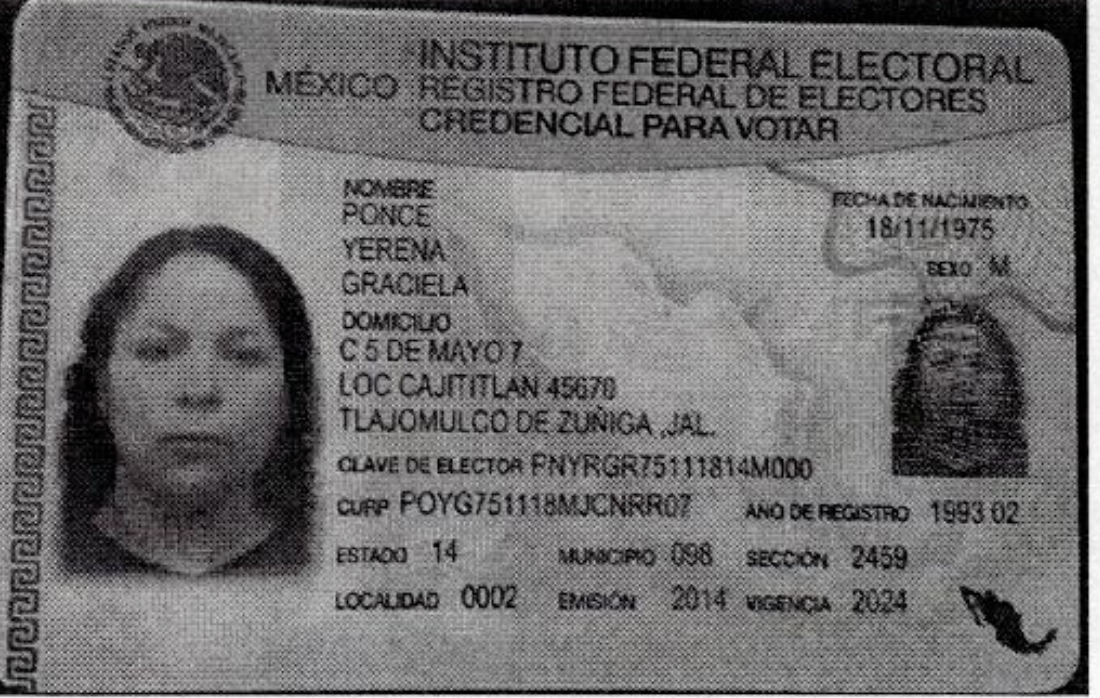 MÉXICO
INSTITUTO FEDERAL ELECTORAL
REGISTRO FEDERAL DE ELECTORES
CREDENCIAL PARA VOTAR
NOMBRE
PONCE
YERENA
GRACIELA
FECHA DE NACIMIENTO
18/11/1975
SEXO M
DOMICILIO
C 5 DE MAYO 7
LOC CAJITITLAN 45670
TLAJOMULCO DE ZUÑIGA ,JAL.
CLAVE DE ELECTOR PNYRGR75111814M000
CURP POYG751118MJCNRR07 AÑO DE REGISTRO 1993 02
ESTADO 14 MUNICIPIO 098 SECCIÓN 2459
LOCALIDAD 0002 EMISIÓN 2014 VIGENCIA 2024